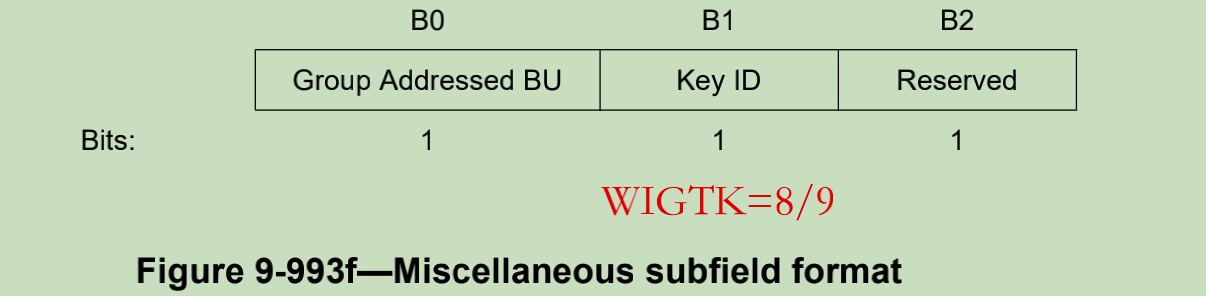 B0 B1 B2
Group Addressed BU Key ID Reserved
Bits: 1 1 1
WIGTK=8/9
Figure 9-993f—Miscellaneous subfield format